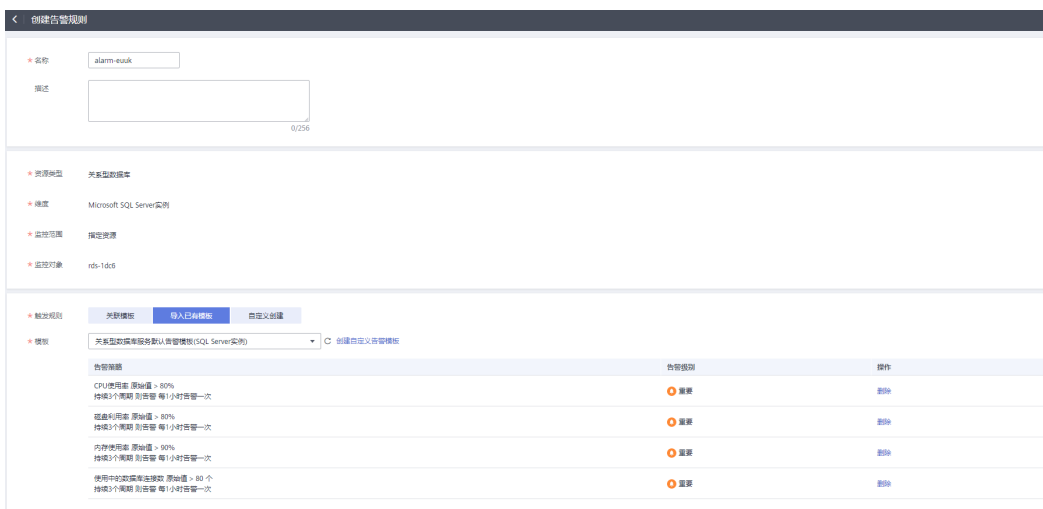 创建告警规则
* 名称 alarm-euuk
描述
0/256
* 资源类型 关系型数据库
* 维度 Microsoft SQL Server实例
* 监控范围 指定资源
* 监控对象 rds-1dc6
* 触发规则 关联模板 导入已有模板 自定义创建
* 模板 关系型数据库服务默认告警模板(SQL Server实例) 创建自定义告警模板
告警策略 告警级别 操作
CPU使用率 原始值 > 80%
持续3个周期 则告警 每1小时告警一次 重要 删除
磁盘利用率 原始值 > 80%
持续3个周期 则告警 每1小时告警一次 重要 删除
内存使用率 原始值 > 90%
持续3个周期 则告警 每1小时告警一次 重要 删除
使用中的数据库连接数 原始值 > 80 个
持续3个周期 则告警 每1小时告警一次 重要 删除